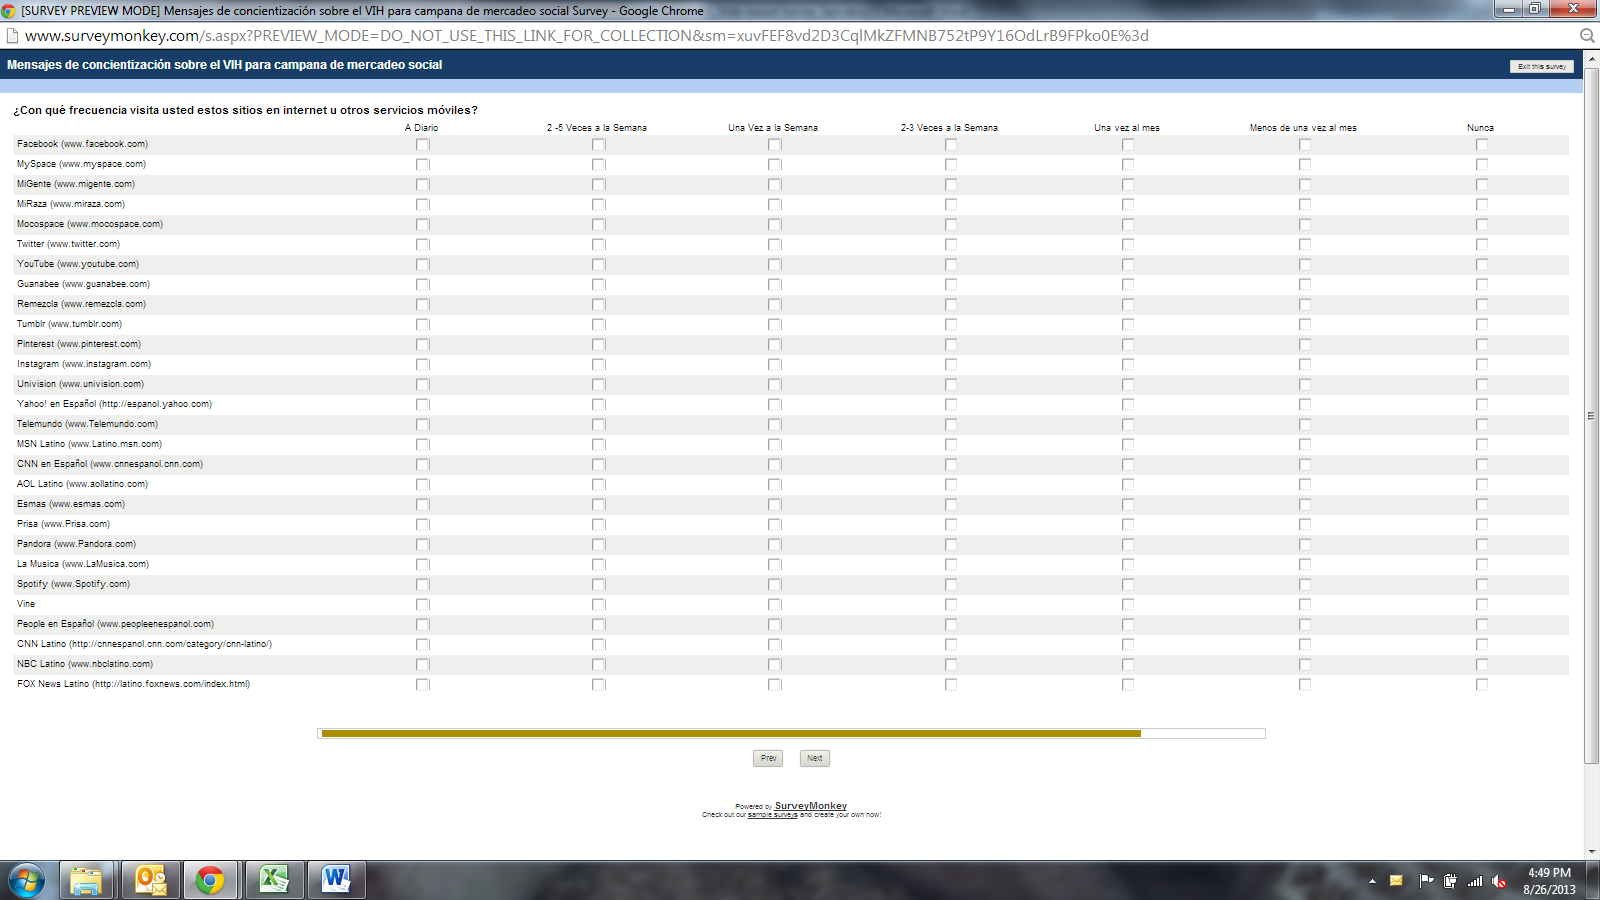 [SURVEY PREVIEW MODE] Mensajes de concientización sobre el VIH para campana de mercadeo social Survey - Google Chrome
www.surveymonkey.com/s.aspx?PREVIEW_MODE=DO_NOT_USE_THIS_LINK_FOR_COLLECTION&sm=xuvFEF8vd2D3CqlMkZFMNB752tP9Y16OdLrB9FPko0E%3d
Mensajes de concientización sobre el VIH para campana de mercadeo social
Exit this survey
¿Con qué frecuencia visita usted estos sitios en internet u otros servicios móviles?
A Diario 2 -5 Veces a la Semana Una Vez a la Semana 2-3 Veces a la Semana Una vez al mes Menos de una vez al mes Nunca
Facebook (www.facebook.com)
MySpace (www.myspace.com)
MiGente (www.migente.com)
MiRaza (www.miraza.com)
Mocospace (www.mocospace.com)
Twitter (www.twitter.com)
YouTube (www.youtube.com)
Guanabee (www.guanabee.com)
Remezcla (www.remezcla.com)
Tumblr (www.tumblr.com)
Pinterest (www.pinterest.com)
Instagram (www.instagram.com)
Univision (www.univision.com)
Yahoo! en Español (http://espanol.yahoo.com)
Telemundo (www.Telemundo.com)
MSN Latino (www.Latino.msn.com)
CNN en Español (www.cnnespanol.cnn.com)
AOL Latino (www.aollatino.com)
Esmas (www.esmas.com)
Prisa (www.Prisa.com)
Pandora (www.Pandora.com)
La Musica (www.LaMusica.com)
Spotify (www.Spotify.com)
Vine
People en Español (www.peopleenespanol.com)
CNN Latino (http://cnnespanol.cnn.com/category/cnn-latino/)
NBC Latino (www.nbclatino.com)
FOX News Latino (http://latino.foxnews.com/index.html)
Prev Next
Powered by SurveyMonkey
Check out our sample surveys and create your own now!
4:49 PM
8/26/2013